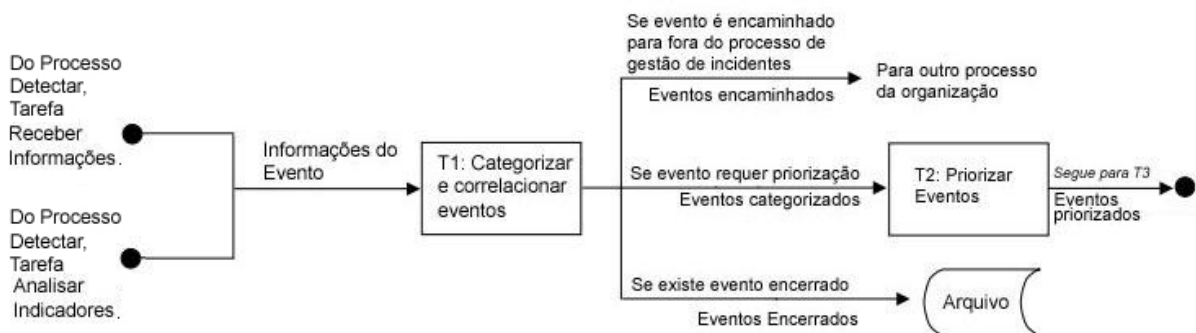 Do Processo
Detectar,
Tarefa
Receber
Informações.
Do Processo
Detectar,
Tarefa
Analisar
Indicadores.
Informações do
Evento
T1: Categorizar
e correlacionar
eventos
Se evento é encaminhado
para fora do processo de
gestão de incidentes
Eventos encaminhados
Para outro processo
da organização
Se evento requer priorização
Eventos categorizados
T2: Priorizar
Eventos
Segue para T3
Eventos
priorizados
Se existe evento encerrado
Eventos Encerrados
Arquivo